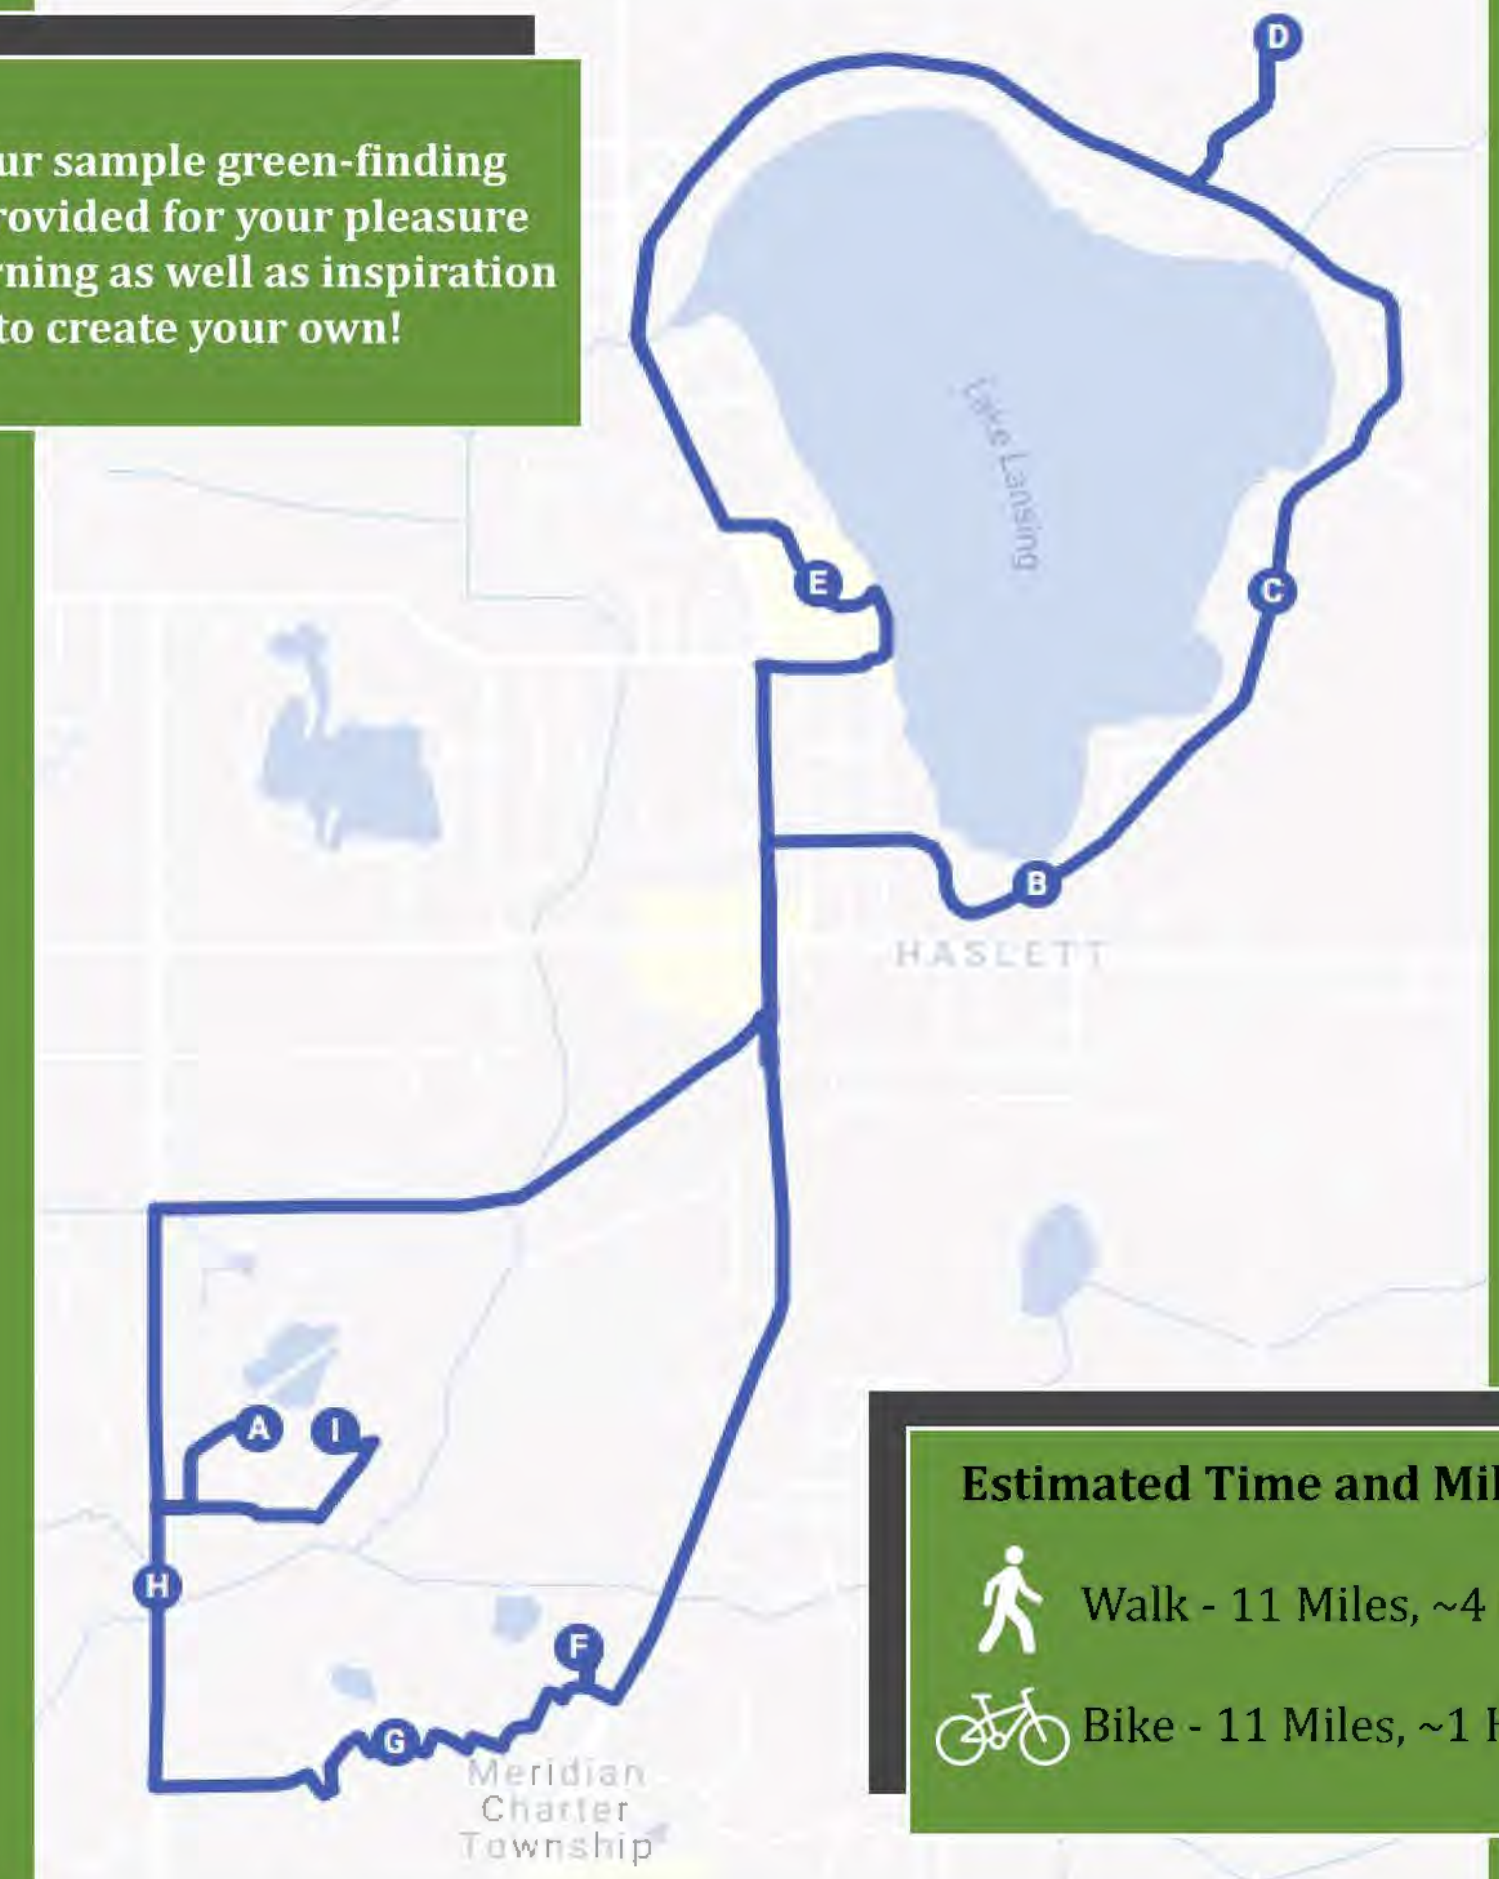 D
ur sample green-finding
rovided for your pleasure
rning as well as inspiration
to create your own!
Lake Lansing
E
C
B
HASLETT
A
I
H
F
G
Meridian
Charter
Township
Estimated Time and Mil
Walk - 11 Miles, ~4
Bike - 11 Miles, ~1 H